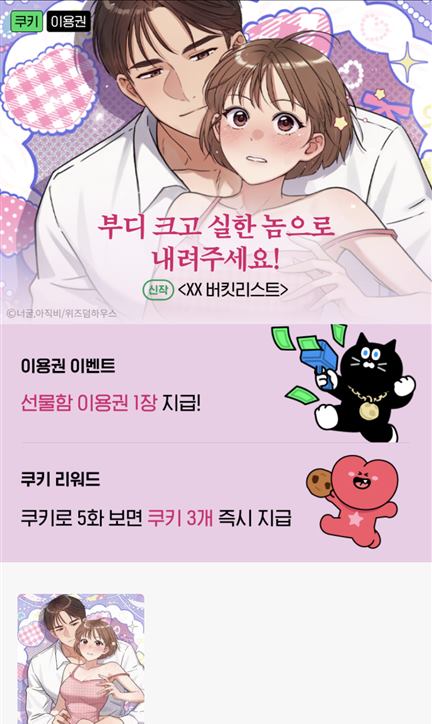 쿠키 이용권
부디 크고 실한 놈으로
내려주세요!
신작 <XX 버킷리스트>
©너굴,아직비/위즈덤하우스
이용권 이벤트
선물함 이용권 1장 지급!
쿠키 리워드
쿠키로 5화 보면 쿠키 3개 즉시 지급